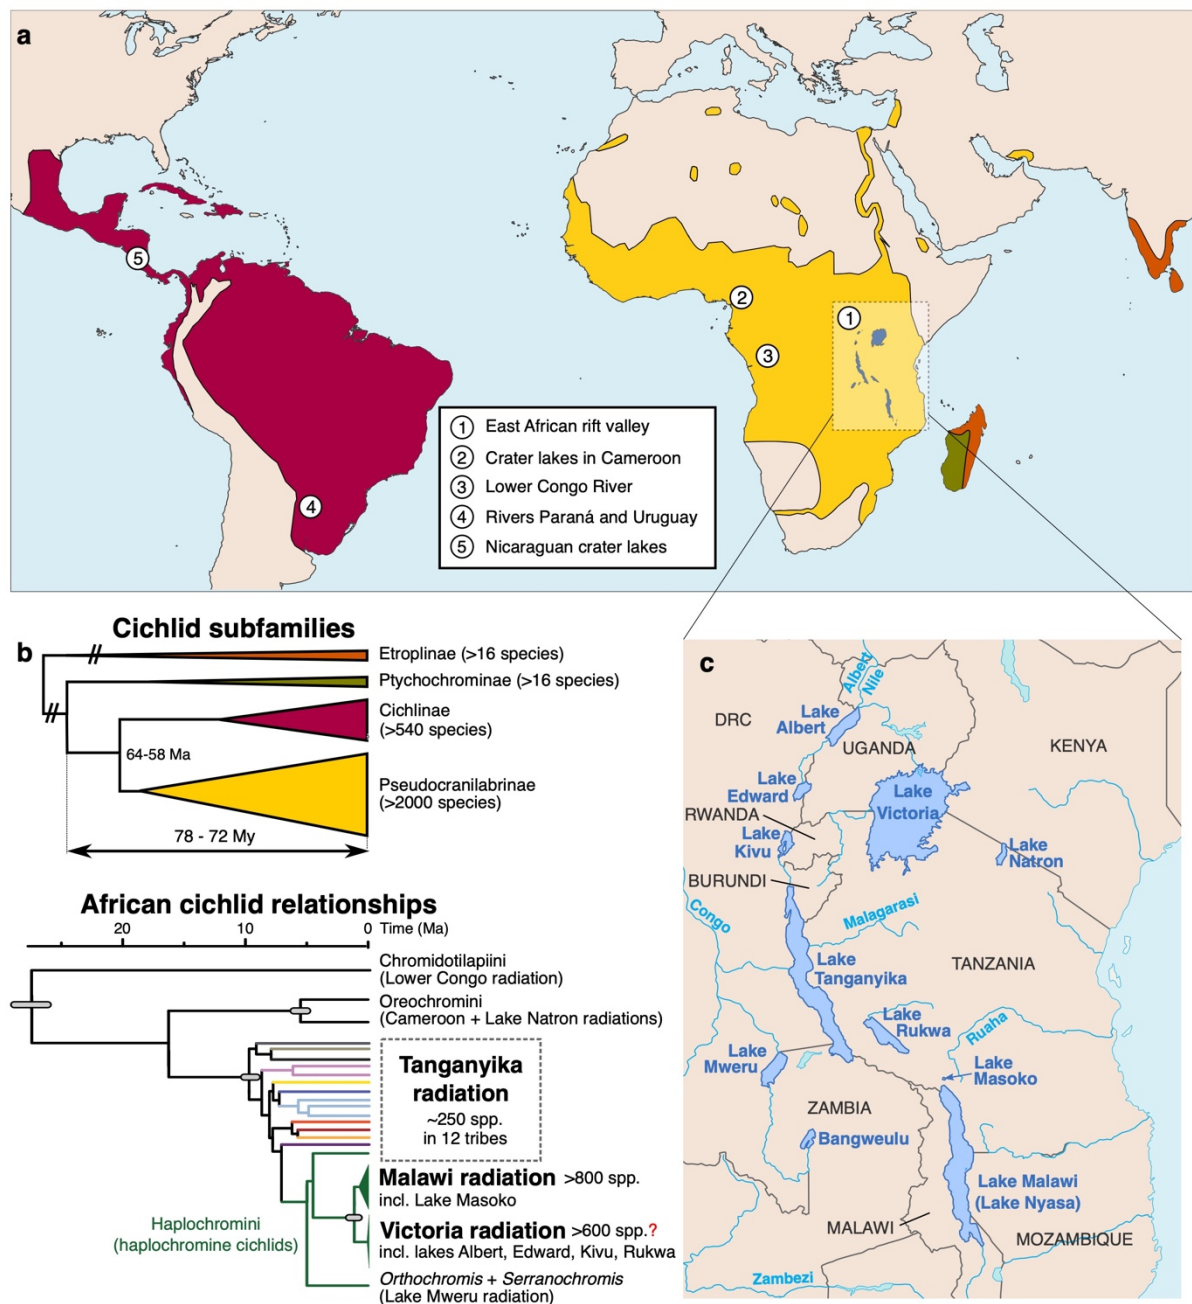 a
5
2
1
3
4
1 East African rift valley
2 Crater lakes in Cameroon
3 Lower Congo River
4 Rivers Paraná and Uruguay
5 Nicaraguan crater lakes
b
Cichlid subfamilies
Etroplinae (>16 species)
Ptychochrominae (>16 species)
Cichlinae
(>540 species)
64-58 Ma
Pseudocranilabrinae
(>2000 species)
78 - 72 My
African cichlid relationships
20
10
0
Time (Ma)
Chromidotilapiini
(Lower Congo radiation)
Oreochromini
(Cameroon + Lake Natron radiations)
Tanganyika
radiation
~250 spp.
in 12 tribes
Malawi radiation >800 spp.
incl. Lake Masoko
Haplochromini
(haplochromine cichlids)
Victoria radiation >600 spp.?
incl. lakes Albert, Edward, Kivu, Rukwa
Orthochromis + Serranochromis
(Lake Mweru radiation)
c
Albert
Nile
DRC
Lake
Albert
UGANDA
KENYA
Lake
Edward
Lake
Victoria
RWANDA
Lake
Kivu
Lake
Natron
BURUNDI
Congo
Malagarasi
Lake
Tanganyika
TANZANIA
Lake
Rukwa
Ruaha
Lake
Mweru
Lake
Masoko
ZAMBIA
Bangweulu
Lake Malawi
(Lake Nyasa)
MALAWI
MOZAMBIQUE
Zambezi